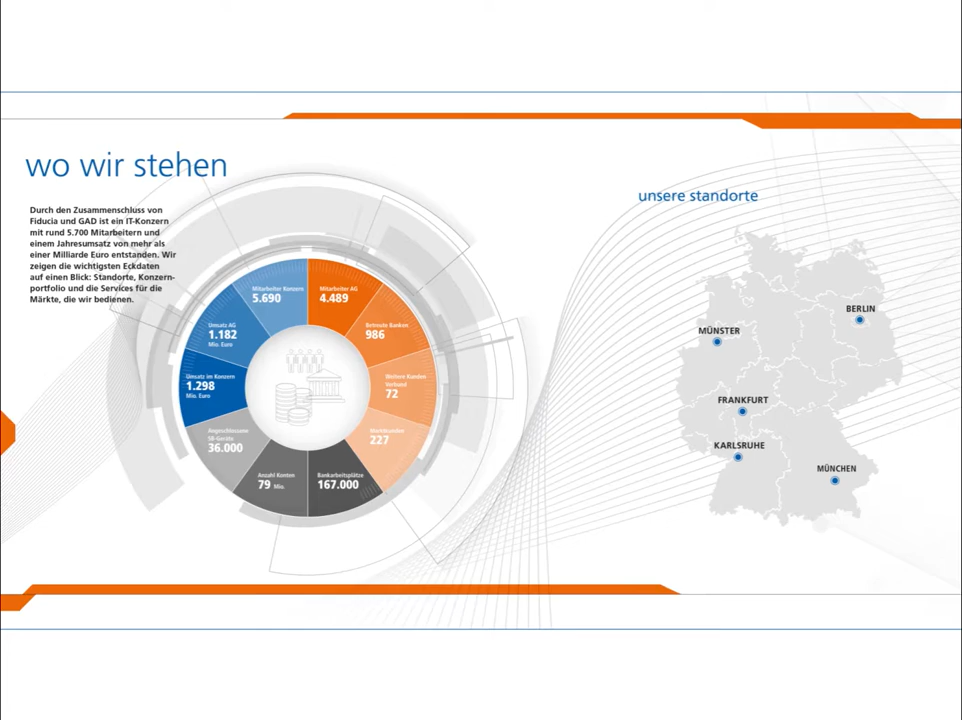 wo wir stehen
Durch den Zusammenschluss von
Fiducia und GAD ist ein IT-Konzern
mit rund 5.700 Mitarbeitern und
einem Jahresumsatz von mehr als
einer Milliarde Euro entstanden. Wir
zeigen die wichtigsten Eckdaten
auf einen Blick: Standorte, Konzern-
portfolio und die Services für die
Märkte, die wir bedienen.
Mitarbeiter Konzern
5.690
Mitarbeiter AG
4.489
Betreute Banken
986
Weitere Kunden
Verbund
72
227
Bankarbeitsplätze
167.000
Anzahl Konten
79 Mio.
Angeschlossene
SB-Geräte
36.000
Umsatz im Konzern
1.298
Mio. Euro
Umsatz AG
1.182
Mio. Euro
unsere standorte
BERLIN
MÜNSTER
FRANKFURT
KARLSRUHE
MÜNCHEN